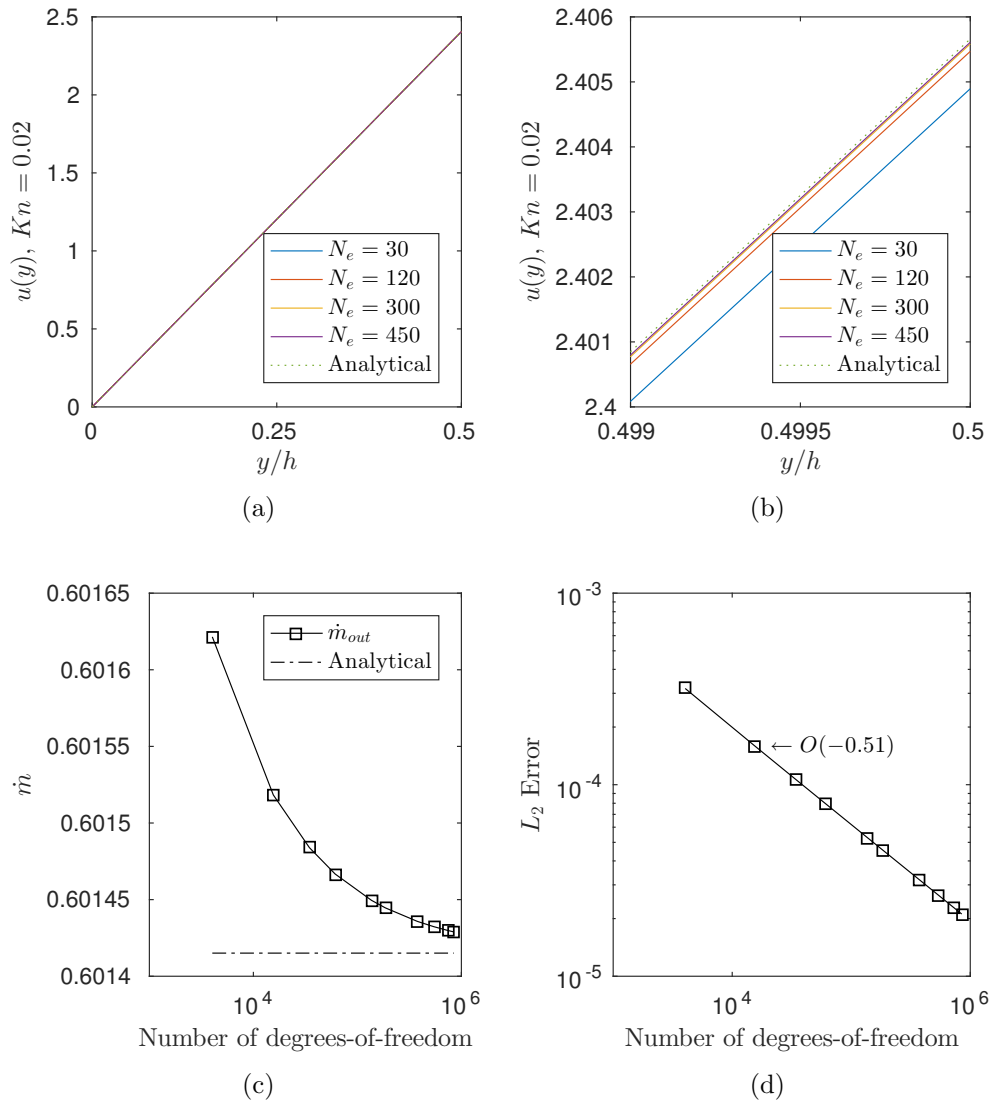 2.5
2
1.5
1
0.5
0
0
0.25
0.5
u(y), Kn = 0.02
y/h
N_e = 30
N_e = 120
N_e = 300
N_e = 450
Analytical
(a)
2.406
2.405
2.404
2.403
2.402
2.401
2.4
0.499
0.4995
0.5
u(y), Kn = 0.02
y/h
N_e = 30
N_e = 120
N_e = 300
N_e = 450
Analytical
(b)
0.60165
0.6016
0.60155
0.6015
0.60145
0.6014
10^4
10^6
ṁ
Number of degrees-of-freedom
ṁ_out
Analytical
(c)
10^-3
10^-4
10^-5
10^4
10^6
L_2 Error
Number of degrees-of-freedom
← O(−0.51)
(d)